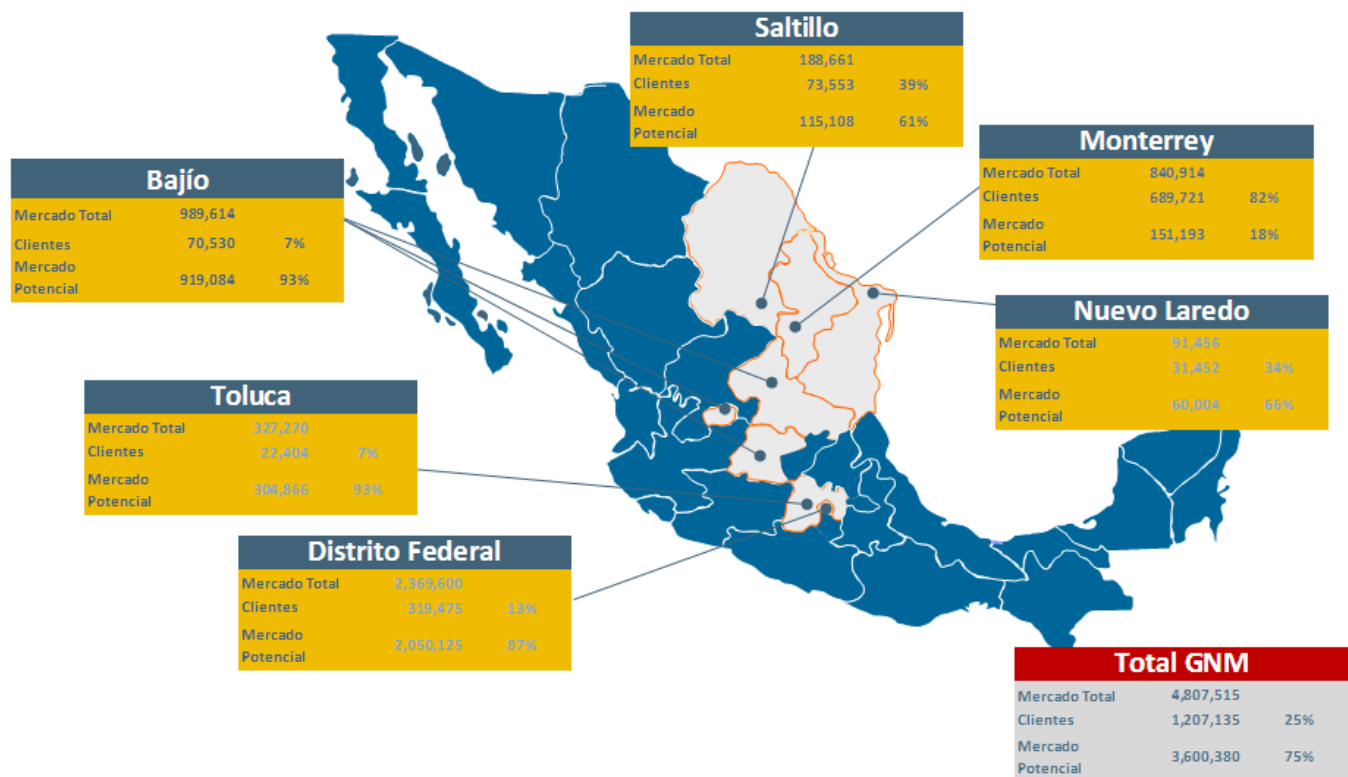 Saltillo
Mercado Total 188,661
Clientes 73,553 39%
Mercado
Potencial 115,108 61%
Monterrey
Mercado Total 840,914
Clientes 689,721 82%
Mercado
Potencial 151,193 18%
Bajío
Mercado Total 989,614
Clientes 70,530 7%
Mercado
Potencial 919,084 93%
Nuevo Laredo
Mercado Total 91,456
Clientes 31,452 34%
Mercado
Potencial 60,004 66%
Toluca
Mercado Total 327,270
Clientes 22,404 7%
Mercado
Potencial 304,866 93%
Distrito Federal
Mercado Total 2,369,600
Clientes 319,475 13%
Mercado
Potencial 2,050,125 87%
Total GNM
Mercado Total 4,807,515
Clientes 1,207,135 25%
Mercado
Potencial 3,600,380 75%